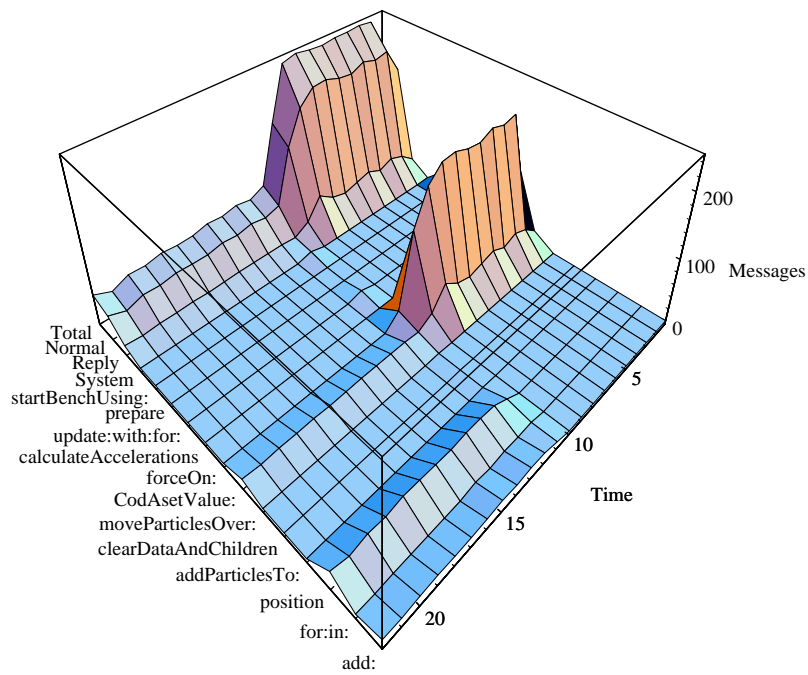 200
100
Messages
0
5
10
Time
15
20
Total
Normal
Reply
System
startBenchUsing:
prepare
update:with:for:
calculateAccelerations
forceOn:
CodAsetValue:
moveParticlesOver:
clearDataAndChildren
addParticlesTo:
position
for:in:
add: